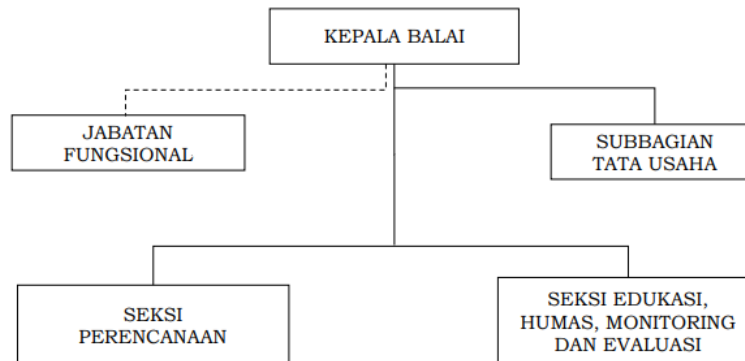 KEPALA BALAI
JABATAN
FUNGSIONAL
SUBBAGIAN
TATA USAHA
SEKSI
PERENCANAAN
SEKSI EDUKASI,
HUMAS, MONITORING
DAN EVALUASI